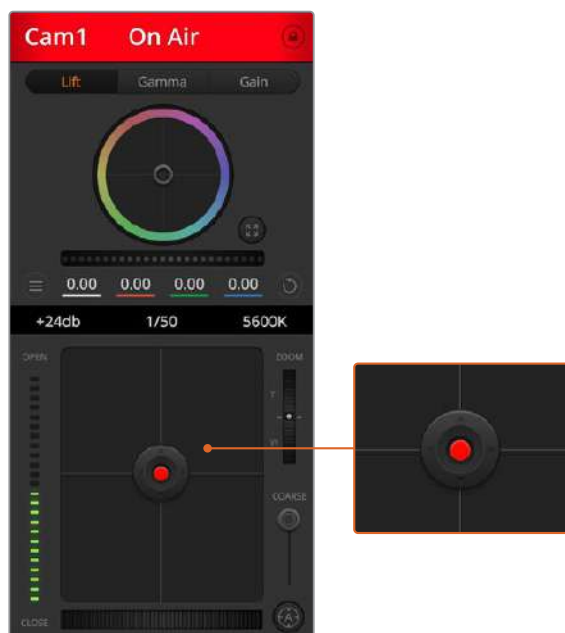 Cam1 On Air
Lift Gamma Gain
0.00 0.00 0.00 0.00
+24db 1/50 5600K
OPEN ZOOM
T
W
COARSE
A
CLOSE